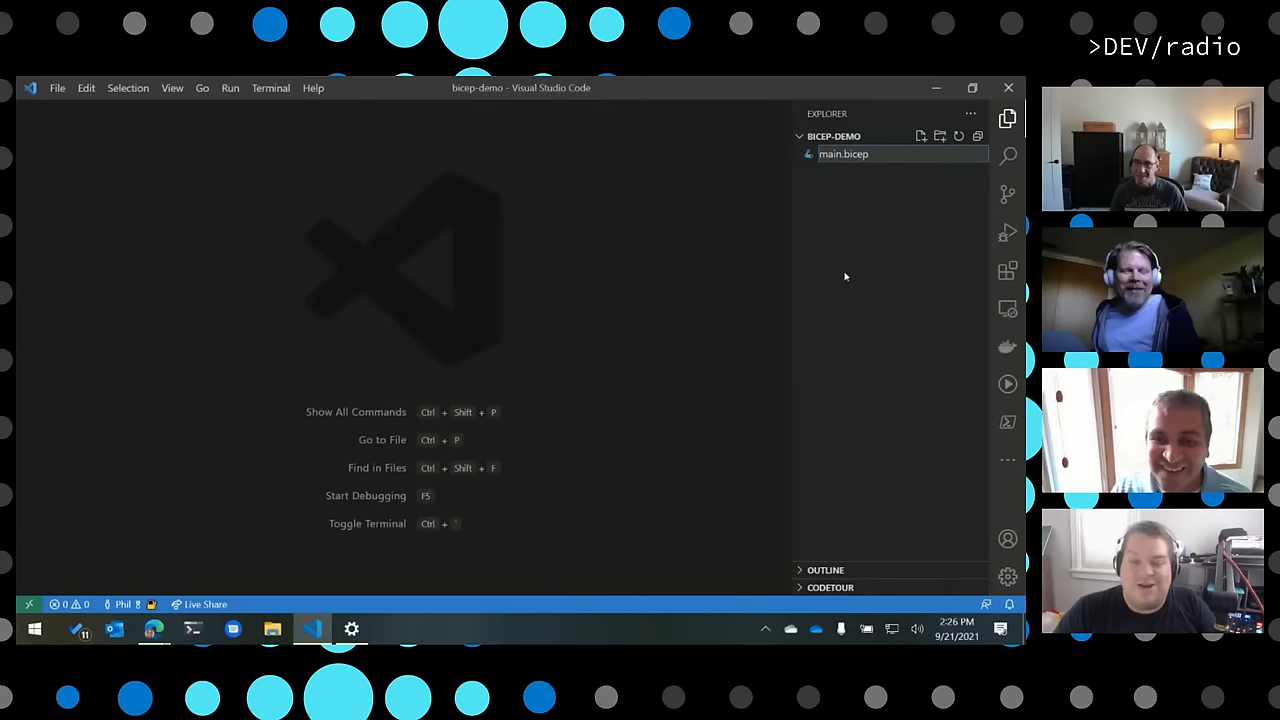 >DEV/radio
File Edit Selection View Go Run Terminal Help
bicep-demo - Visual Studio Code
EXPLORER
BICEP-DEMO
main.bicep
Show All Commands Ctrl + Shift + P
Go to File Ctrl + P
Find in Files Ctrl + Shift + F
Start Debugging F5
Toggle Terminal Ctrl + `
OUTLINE
CODETOUR
0 0 Phil Live Share
11
2:26 PM
9/21/2021